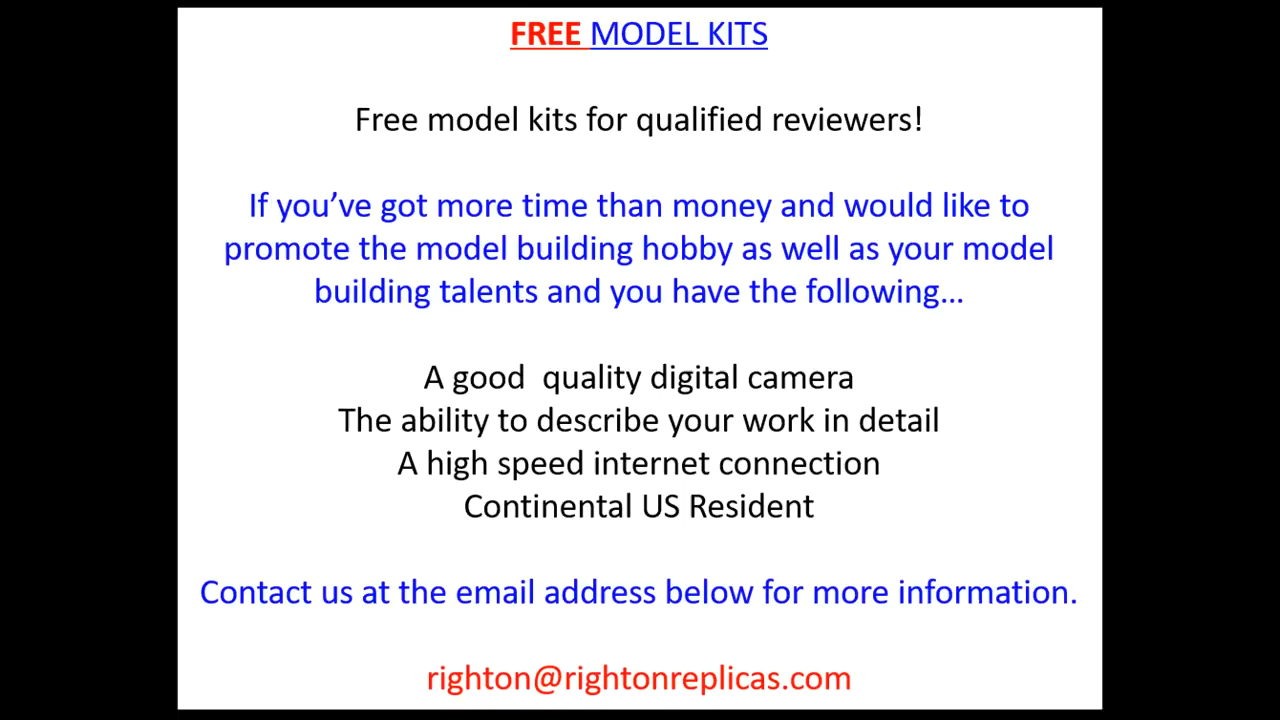 FREE MODEL KITS
Free model kits for qualified reviewers!
If you’ve got more time than money and would like to
promote the model building hobby as well as your model
building talents and you have the following…
A good  quality digital camera
The ability to describe your work in detail
A high speed internet connection
Continental US Resident
Contact us at the email address below for more information.
righton@rightonreplicas.com